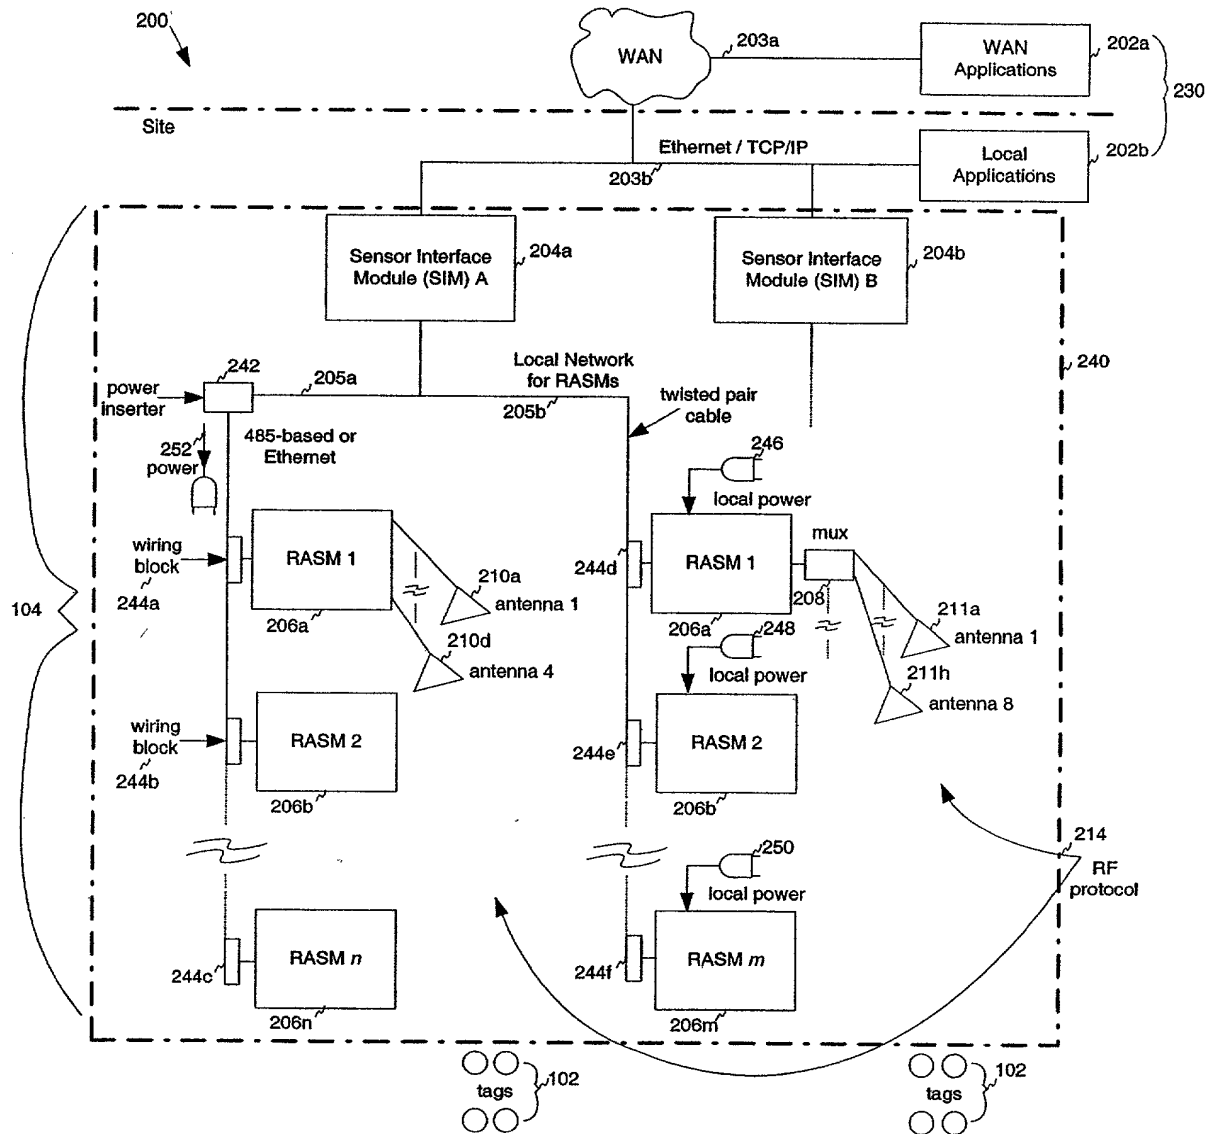 200
WAN
203a
WAN
Applications
202a
230
Site
Ethernet / TCP/IP
203b
Local
Applications
202b
Sensor Interface
Module (SIM) A
204a
Sensor Interface
Module (SIM) B
204b
240
242
205a
Local Network
for RASMs
205b
power
inserter
twisted pair
cable
252
power
485-based or
Ethernet
246
local power
wiring
block
244a
RASM 1
206a
210a
antenna 1
210d
antenna 4
244d
RASM 1
206a
mux
208
211a
antenna 1
211h
antenna 8
104
248
local power
wiring
block
244b
RASM 2
206b
244e
RASM 2
206b
214
RF
protocol
250
local power
244c
RASM n
206n
244f
RASM m
206m
tags
102
tags
102